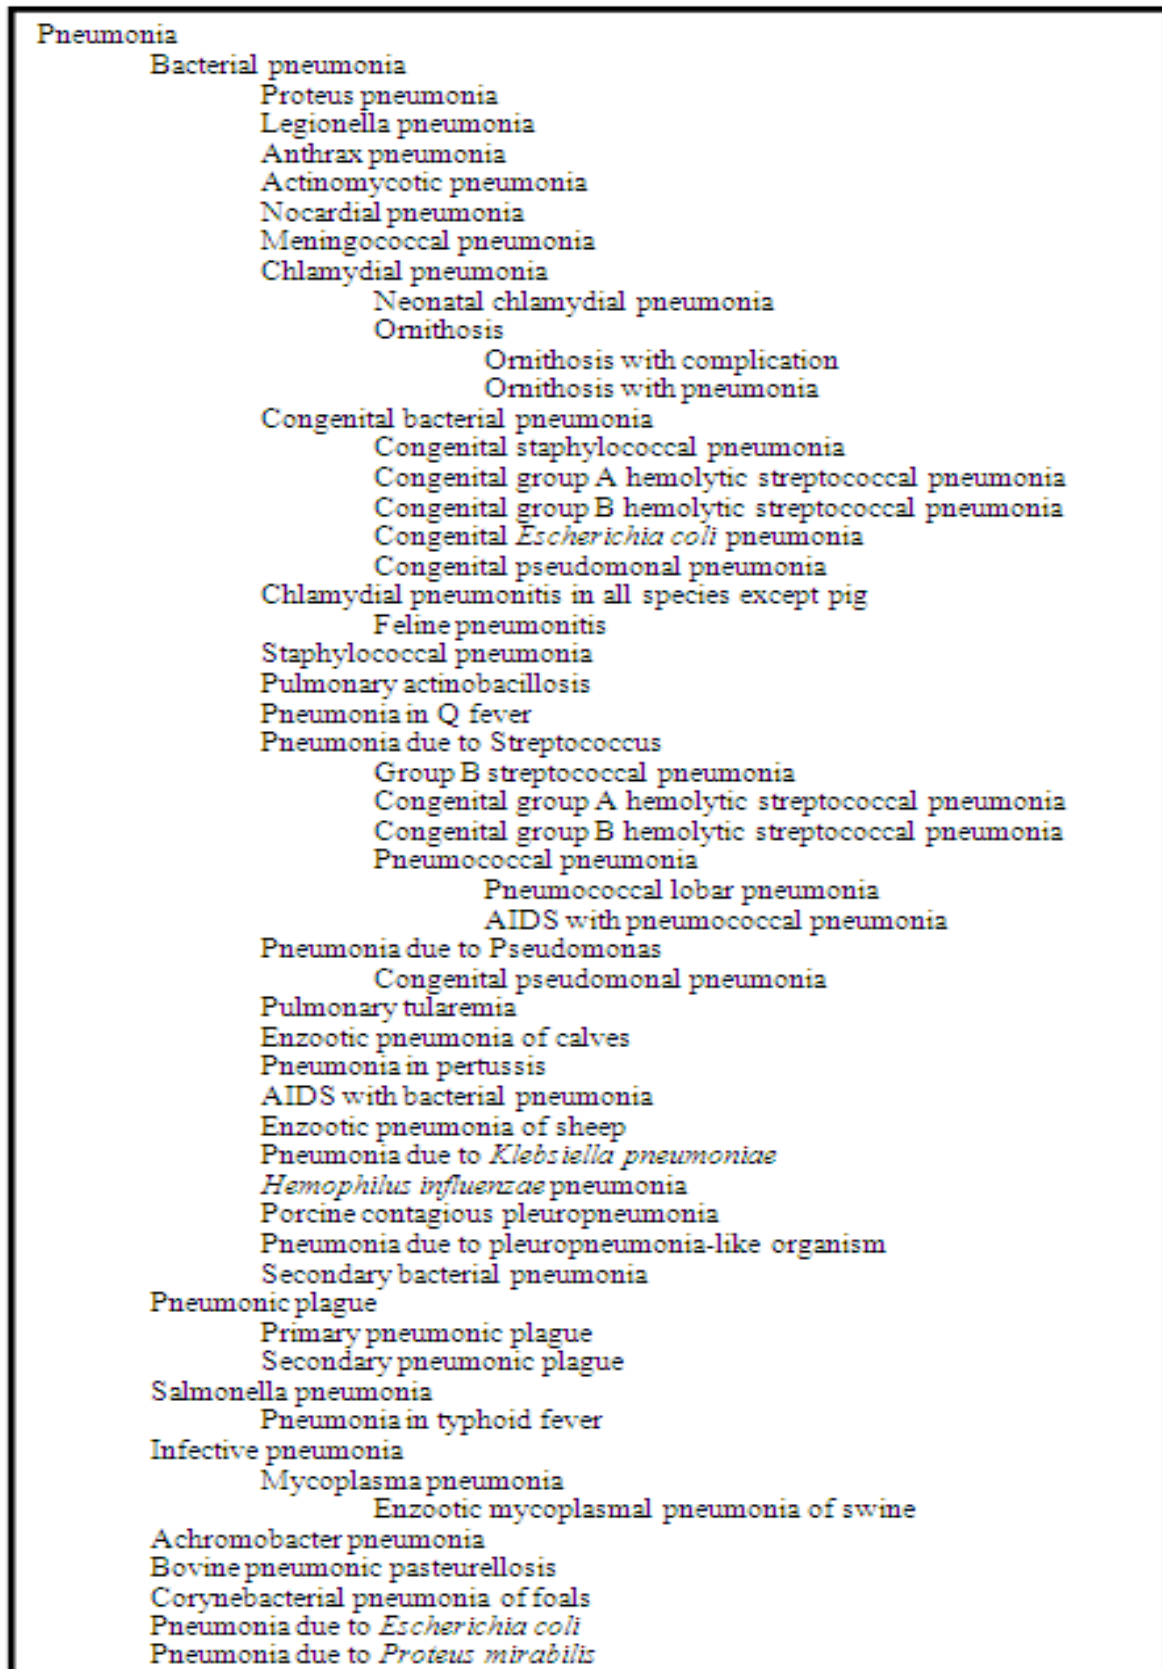 Pneumonia
Bacterial pneumonia
Proteus pneumonia
Legionella pneumonia
Anthrax pneumonia
Actinomycotic pneumonia
Nocardial pneumonia
Meningococcal pneumonia
Chlamydial pneumonia
Neonatal chlamydial pneumonia
Ornithosis
Ornithosis with complication
Ornithosis with pneumonia
Congenital bacterial pneumonia
Congenital staphylococcal pneumonia
Congenital group A hemolytic streptococcal pneumonia
Congenital group B hemolytic streptococcal pneumonia
Congenital Escherichia coli pneumonia
Congenital pseudomonal pneumonia
Chlamydial pneumonitis in all species except pig
Feline pneumonitis
Staphylococcal pneumonia
Pulmonary actinobacillosis
Pneumonia in Q fever
Pneumonia due to Streptococcus
Group B streptococcal pneumonia
Congenital group A hemolytic streptococcal pneumonia
Congenital group B hemolytic streptococcal pneumonia
Pneumococcal pneumonia
Pneumococcal lobar pneumonia
AIDS with pneumococcal pneumonia
Pneumonia due to Pseudomonas
Congenital pseudomonal pneumonia
Pulmonary tularemia
Enzootic pneumonia of calves
Pneumonia in pertussis
AIDS with bacterial pneumonia
Enzootic pneumonia of sheep
Pneumonia due to Klebsiella pneumoniae
Hemophilus influenzae pneumonia
Porcine contagious pleuropneumonia
Pneumonia due to pleuropneumonia-like organism
Secondary bacterial pneumonia
Pneumonic plague
Primary pneumonic plague
Secondary pneumonic plague
Salmonella pneumonia
Pneumonia in typhoid fever
Infective pneumonia
Mycoplasma pneumonia
Enzootic mycoplasmal pneumonia of swine
Achromobacter pneumonia
Bovine pneumonic pasteurellosis
Corynebacterial pneumonia of foals
Pneumonia due to Escherichia coli
Pneumonia due to Proteus mirabilis